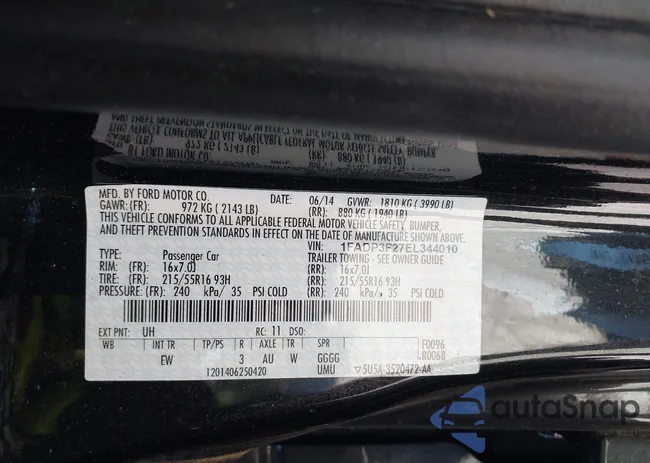 MFD. BY FORD MOTOR CO. DATE: 06/14 GVWR: 1810 KG ( 3990 LB)
GAWR: (FR): 972 KG ( 2143 LB) (RR): 880 KG ( 1940 LB)
THIS VEHICLE CONFORMS TO ALL APPLICABLE FEDERAL MOTOR VEHICLE SAFETY, BUMPER,
AND THEFT PREVENTION STANDARDS IN EFFECT ON THE DATE OF MANUFACTURE SHOWN ABOVE.
VIN: 1FADP3F27EL344010
TYPE: Passenger Car TRAILER TOWING - SEE OWNER GUIDE
RIM: (FR): 16x7.0J (RR): 16x7.0J
TIRE: (FR): 215/55R16 93H (RR): 215/55R16 93H
PRESSURE: (FR): 240 kPa/ 35 PSI COLD (RR): 240 kPa/ 35 PSI COLD
EXT PNT: UH RC: 11 DSO:
WB INT TR TP/PS R AXLE TR SPR F0096
R0068
EW 3 AU W GGGG
1201406250420 UMU ▽5U5A-3520472-AA
autoSnap